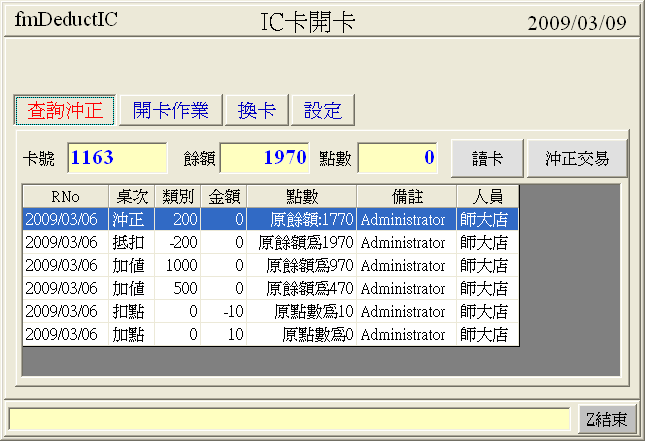 fmDeductIC IC卡開卡 2009/03/09
查詢沖正 開卡作業 換卡 設定
卡號 1163 餘額 1970 點數 0 讀卡 沖正交易
RNo 桌次 類別 金額 點數 備註 人員
2009/03/06 沖正 200 0 原餘額:1770 Administrator 師大店
2009/03/06 抵扣 -200 0 原餘額為1970 Administrator 師大店
2009/03/06 加值 1000 0 原餘額為970 Administrator 師大店
2009/03/06 加值 500 0 原餘額為470 Administrator 師大店
2009/03/06 扣點 0 -10 原點數為10 Administrator 師大店
2009/03/06 加點 0 10 原點數為0 Administrator 師大店
Z結束